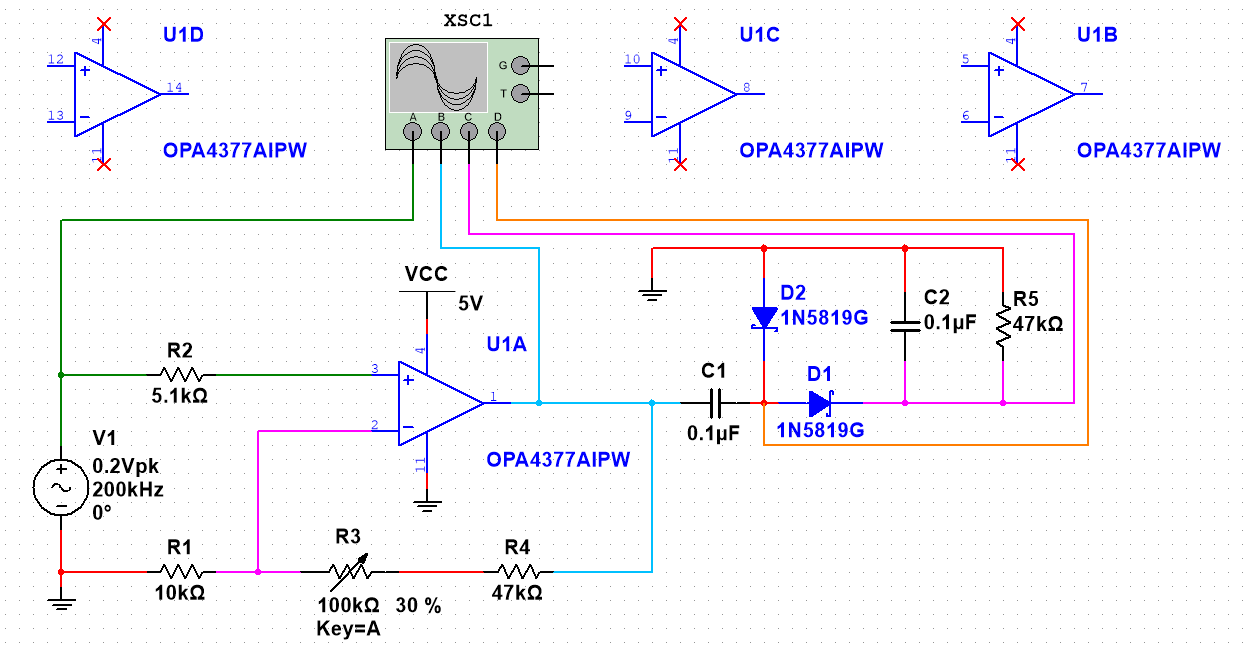 XSC1
U1D
4
12
13
14
11
OPA4377AIPW
G
T
A B C D
U1C
4
10
9
8
11
OPA4377AIPW
U1B
4
5
6
7
11
OPA4377AIPW
VCC
5V
U1A
4
3
2
1
11
OPA4377AIPW
R2
5.1kΩ
V1
0.2Vpk
200kHz
0°
R1
10kΩ
R3
100kΩ 30 %
Key=A
R4
47kΩ
C1
0.1µF
D2
1N5819G
D1
1N5819G
C2
0.1µF
R5
47kΩ